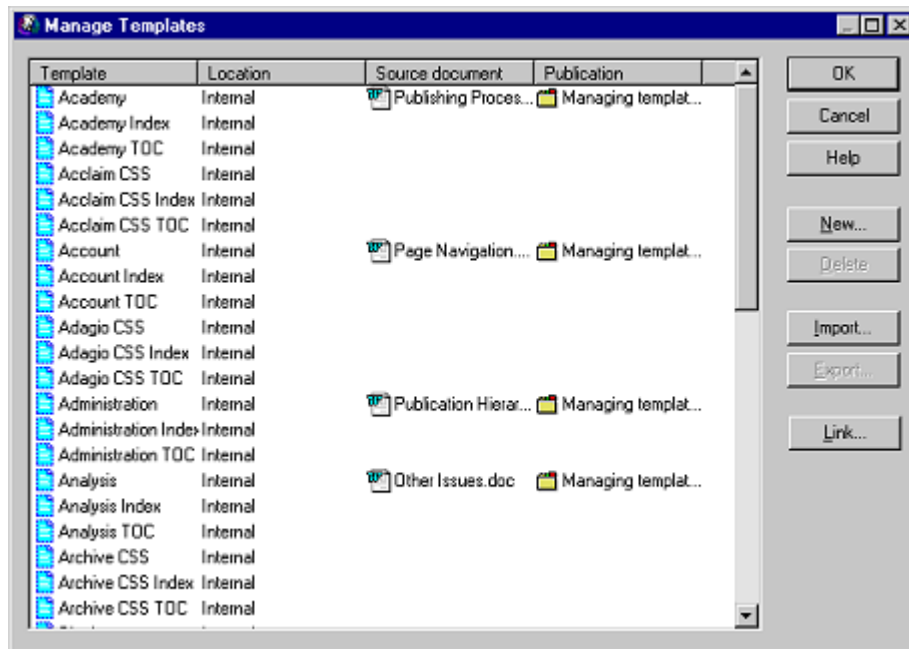 Manage Templates
Template Location Source document Publication
Academy Internal Publishing Proces... Managing templat...
Academy Index Internal
Academy TOC Internal
Acclaim CSS Internal
Acclaim CSS Index Internal
Acclaim CSS TOC Internal
Account Internal Page Navigation.... Managing templat...
Account Index Internal
Account TOC Internal
Adagio CSS Internal
Adagio CSS Index Internal
Adagio CSS TOC Internal
Administration Internal Publication Hierar... Managing templat...
Administration Index Internal
Administration TOC Internal
Analysis Internal Other Issues.doc Managing templat...
Analysis Index Internal
Analysis TOC Internal
Archive CSS Internal
Archive CSS Index Internal
Archive CSS TOC Internal
OK
Cancel
Help
New...
Delete
Import...
Export...
Link...